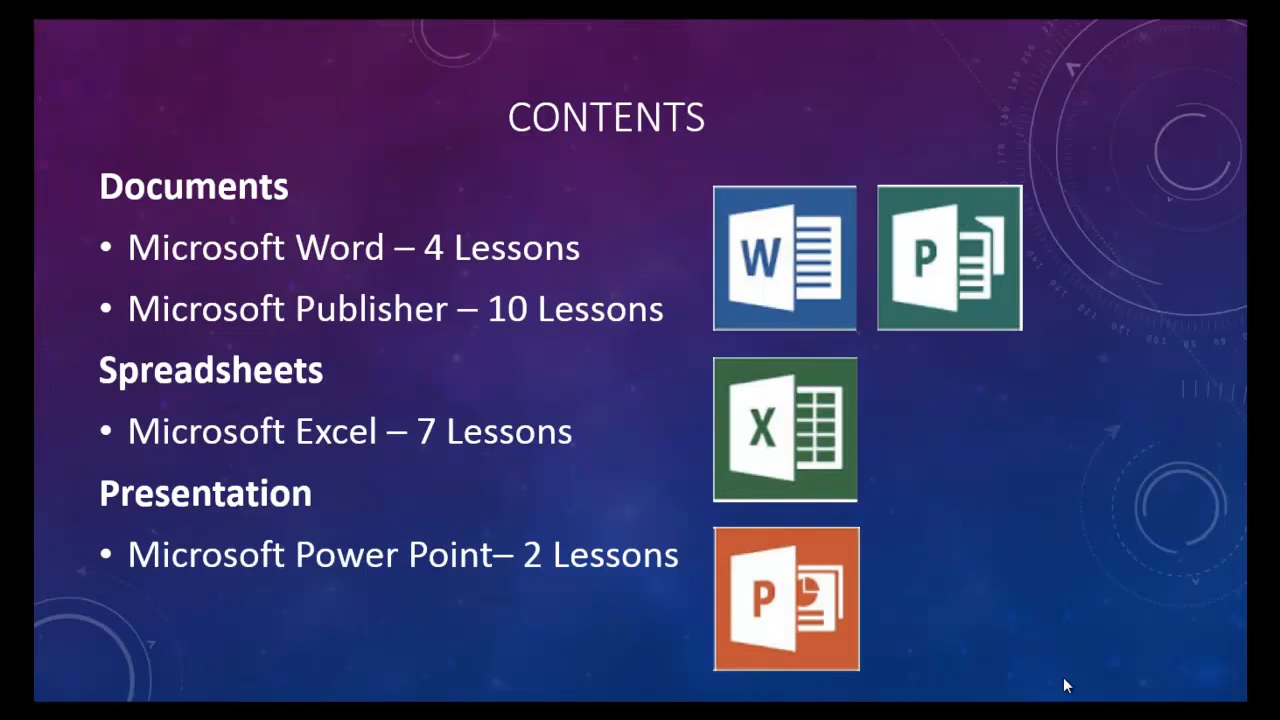 CONTENTS
Documents
• Microsoft Word – 4 Lessons
• Microsoft Publisher – 10 Lessons
Spreadsheets
• Microsoft Excel – 7 Lessons
Presentation
• Microsoft Power Point– 2 Lessons
W
P
X
P